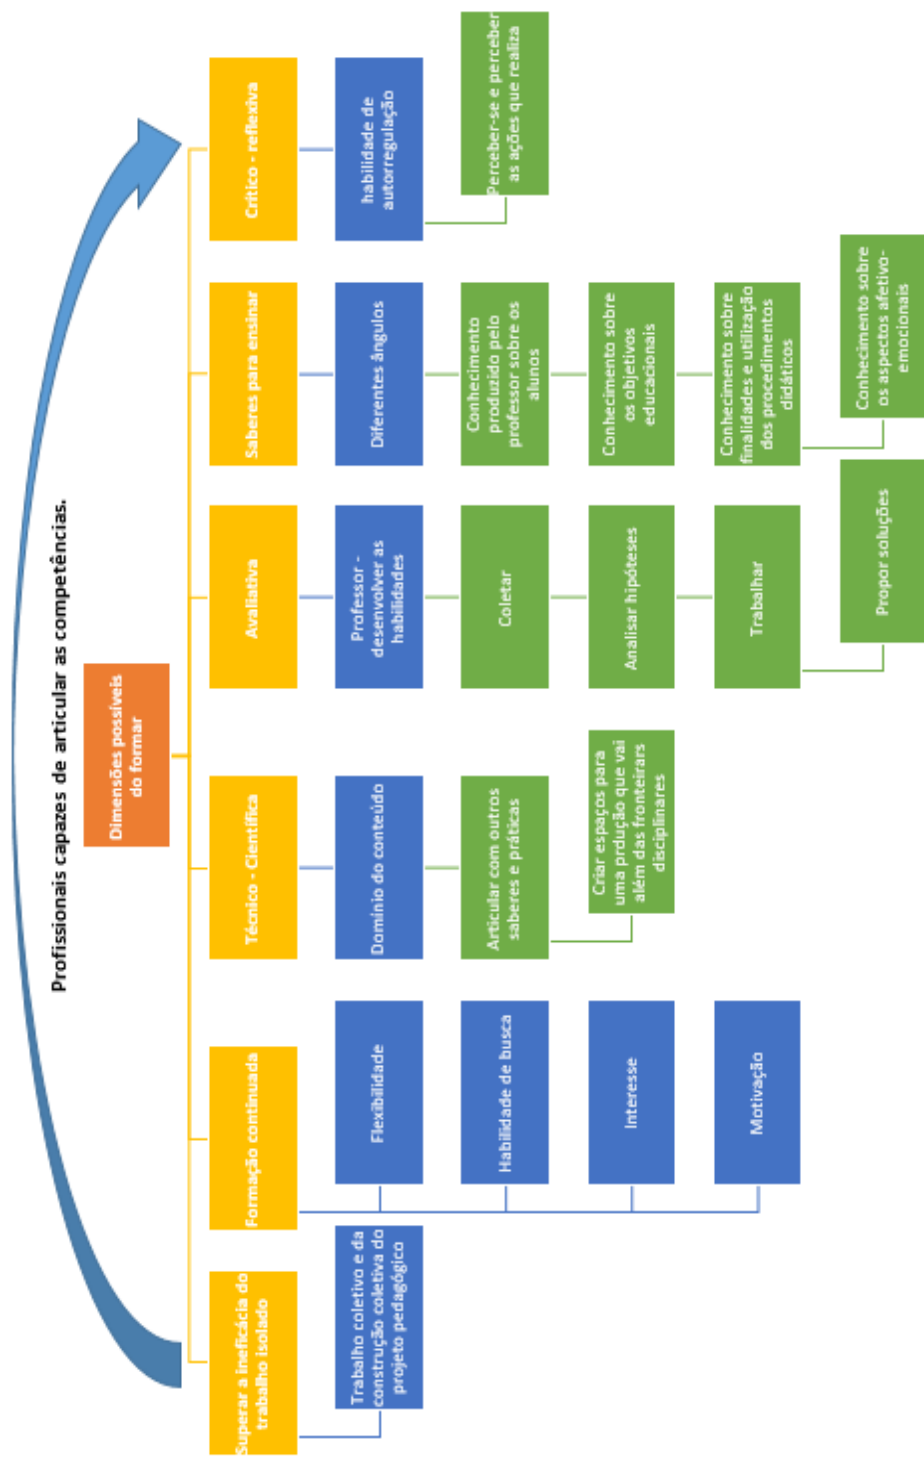 Profissionais capazes de articular as competências.
Dimensões possíveis
do formar
Superar a ineficácia do
trabalho isolado
Trabalho coletivo e da
construção coletiva do
projeto pedagógico
Formação continuada
Flexibilidade
Habilidade de busca
Interesse
Motivação
Técnico - Científica
Domínio do conteúdo
Articular com outros
saberes e práticas
Criar espaços para
uma prdução que vai
além das fronteirars
disciplinares
Avaliativa
Professor -
desenvolver as
habilidades
Coletar
Analisar hipóteses
Trabalhar
Propor soluções
Saberes para ensinar
Diferentes ângulos
Conhecimento
produzido pelo
professor sobre os
alunos
Conhecimento sobre
os objetivos
educacionais
Conhecimento sobre
finalidades e utilização
dos procedimentos
didáticos
Conhecimento sobre
os aspectos afetivo-
emocionais
Crítico - reflexiva
habilidade de
autorregulação
Perceber-se e perceber
as ações que realiza